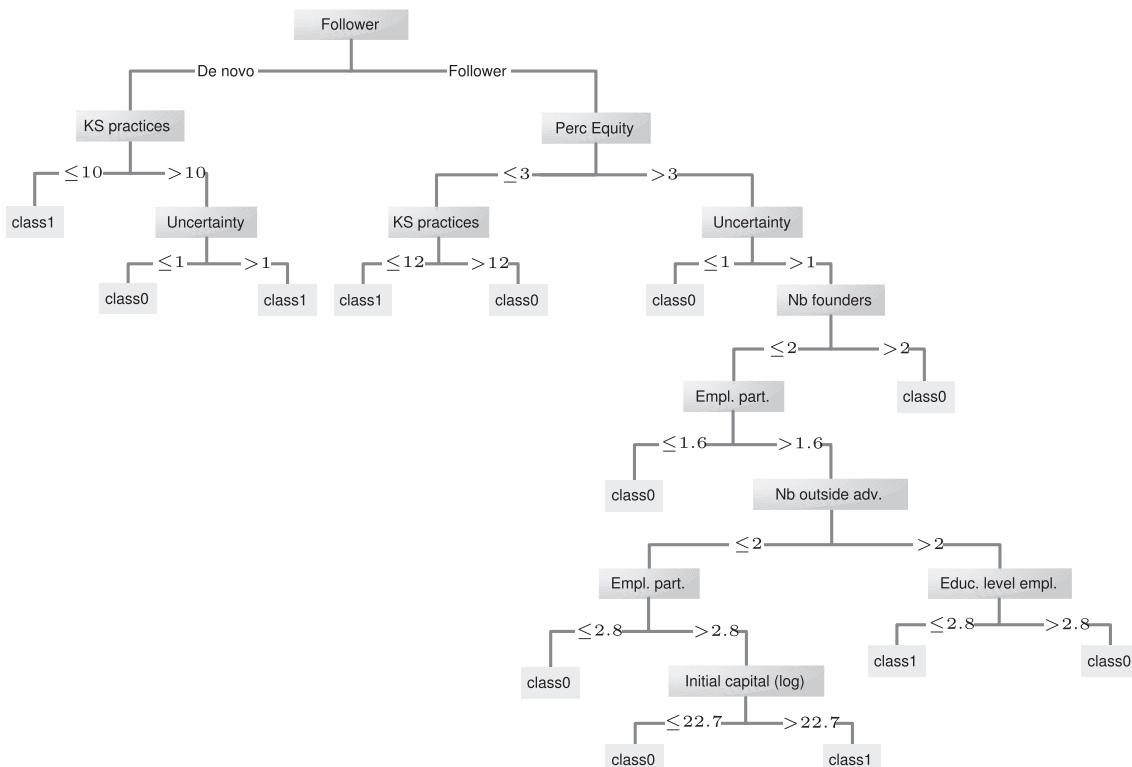 Follower
De novo Follower
KS practices Perc Equity
≤10 >10 ≤3 >3
class1 Uncertainty KS practices Uncertainty
≤1 >1 ≤12 >12 ≤1 >1
class0 class1 class1 class0 class0 Nb founders
≤2 >2
Empl. part. class0
≤1.6 >1.6
class0 Nb outside adv.
≤2 >2
Empl. part. Educ. level empl.
≤2.8 >2.8 ≤2.8 >2.8
class0 Initial capital (log) class1 class0
≤22.7 >22.7
class0 class1